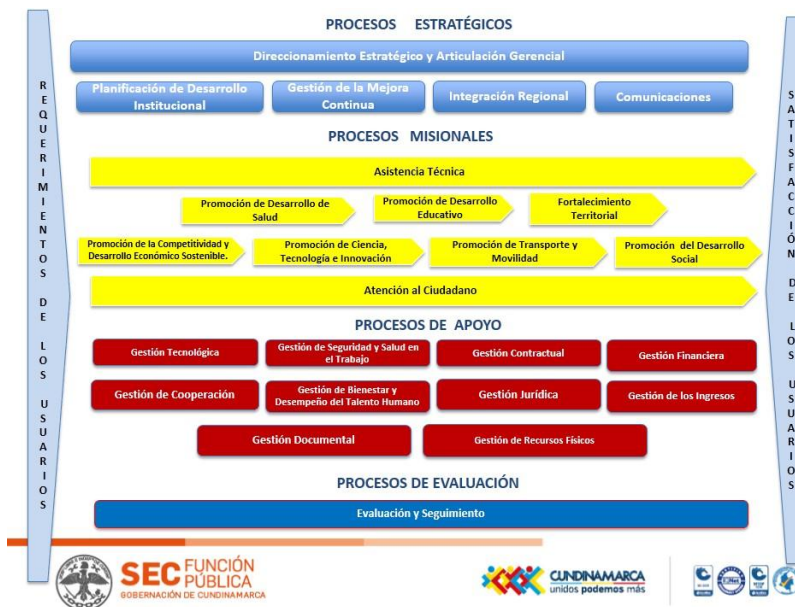 PROCESOS ESTRATÉGICOS
Direccionamiento Estratégico y Articulación Gerencial
Planificación de Desarrollo
Institucional
Gestión de la Mejora
Continua
Integración Regional
Comunicaciones
REQUERIMIENTOS DE LOS USUARIOS
PROCESOS MISIONALES
Asistencia Técnica
Promoción de Desarrollo de
Salud
Promoción de Desarrollo
Educativo
Fortalecimiento
Territorial
Promoción de la Competitividad y
Desarrollo Económico Sostenible.
Promoción de Ciencia,
Tecnología e Innovación
Promoción de Transporte y
Movilidad
Promoción del Desarrollo
Social
Atención al Ciudadano
SATISFACCIÓN DE LOS USUARIOS
PROCESOS DE APOYO
Gestión Tecnológica
Gestión de Seguridad y Salud en
el Trabajo
Gestión Contractual
Gestión Financiera
Gestión de Cooperación
Gestión de Bienestar y
Desempeño del Talento Humano
Gestión Jurídica
Gestión de los Ingresos
Gestión Documental
Gestión de Recursos Físicos
PROCESOS DE EVALUACIÓN
Evaluación y Seguimiento
SEC FUNCIÓN
PÚBLICA
GOBERNACIÓN DE CUNDINAMARCA
CUNDINAMARCA
unidos podemos más